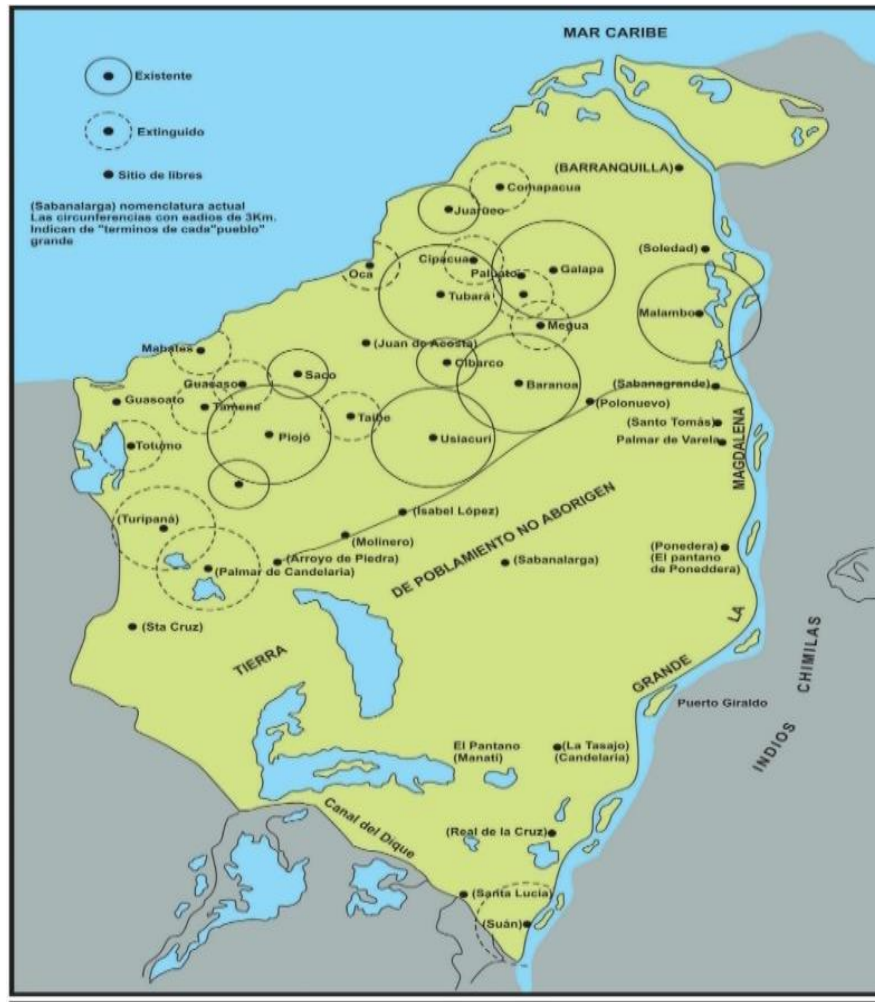 MAR CARIBE
Existente
Extinguido
Sitio de libres
(Sabanalarga) nomenclatura actual
Las circunferencias con eadios de 3Km.
Indican de "terminos de cada"pueblo"
grande
(BARRANQUILLA)
Comapacua
Juarueo
(Soledad)
Cipacua
Oca
Paluato
Galapa
Tubará
Malambo
Megua
(Juan de Acosta)
Mabates
Cibarco
Saco
Guasaso
Baranoa
(Sabanagrande)
Guasoato
Tamene
(Polonuevo)
Taibe
(Santo Tomás)
Piojó
Usiacurí
Palmar de Varela
Totumo
MAGDALENA
(Isabel López)
(Turipaná)
(Molinero)
DE POBLAMIENTO NO ABORIGEN
(Ponedera)
(El pantano
de Poneddera)
(Arroyo de Piedra)
(Sabanalarga)
(Palmar de Candelaria)
LA
(Sta Cruz)
TIERRA
GRANDE
INDIOS CHIMILAS
Puerto Giraldo
El Pantano
(Manatí)
(La Tasajo)
(Candelaria)
Canal del Dique
(Real de la Cruz)
(Santa Lucia)
(Suán)